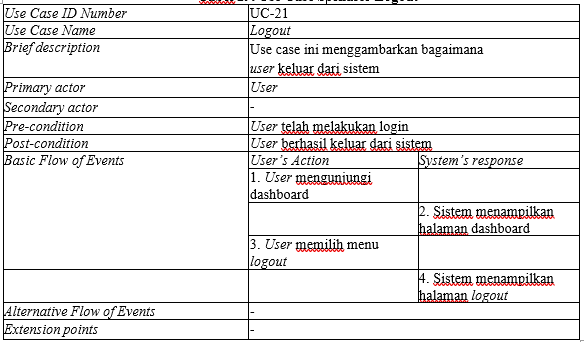 Use Case ID Number UC-21
Use Case Name Logout
Brief description Use case ini menggambarkan bagaimana
user keluar dari sistem
Primary actor User
Secondary actor -
Pre-condition User telah melakukan login
Post-condition User berhasil keluar dari sistem
Basic Flow of Events User's Action System's response
1. User mengunjungi
dashboard
2. Sistem menampilkan
halaman dashboard
3. User memilih menu
logout
4. Sistem menampilkan
halaman logout
Alternative Flow of Events -
Extension points -